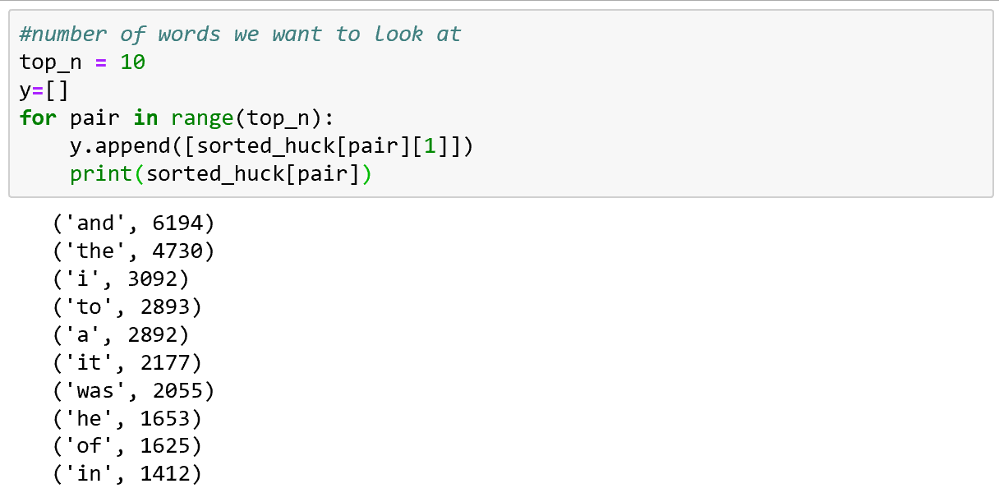 #number of words we want to look at
top_n = 10
y=[]
for pair in range(top_n):
    y.append([sorted_huck[pair][1]])
    print(sorted_huck[pair])
('and', 6194)
('the', 4730)
('i', 3092)
('to', 2893)
('a', 2892)
('it', 2177)
('was', 2055)
('he', 1653)
('of', 1625)
('in', 1412)